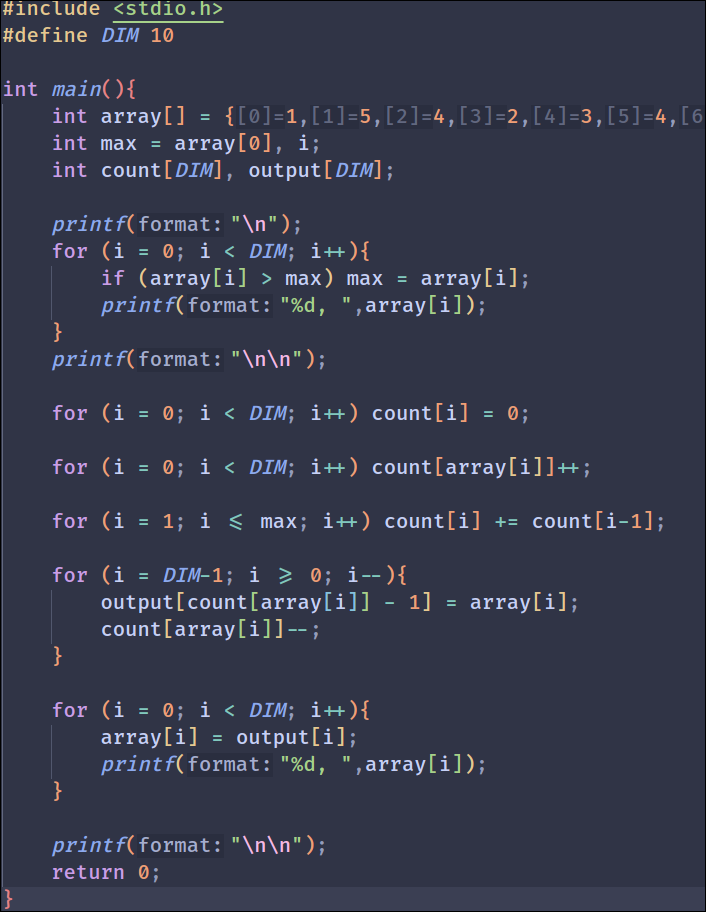 #include <stdio.h>
#define DIM 10
int main(){
int array[] = {[0]=1,[1]=5,[2]=4,[3]=2,[4]=3,[5]=4,[6
int max = array[0], i;
int count[DIM], output[DIM];
printf(format: "\n");
for (i = 0; i < DIM; i++){
if (array[i] > max) max = array[i];
printf(format: "%d, ",array[i]);
}
printf(format: "\n\n");
for (i = 0; i < DIM; i++) count[i] = 0;
for (i = 0; i < DIM; i++) count[array[i]]++;
for (i = 1; i ⩽ max; i++) count[i] += count[i-1];
for (i = DIM-1; i ⩾ 0; i--){
output[count[array[i]] - 1] = array[i];
count[array[i]]--;
}
for (i = 0; i < DIM; i++){
array[i] = output[i];
printf(format: "%d, ",array[i]);
}
printf(format: "\n\n");
return 0;
}